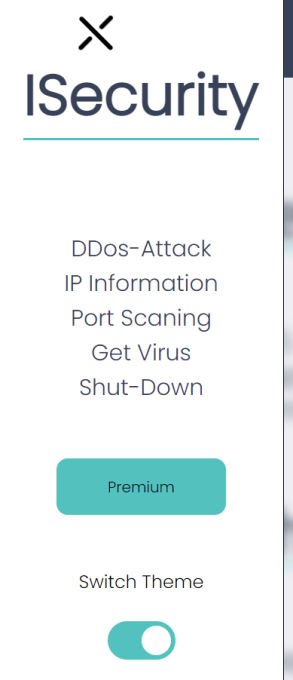 ISecurity
DDos-Attack
IP Information
Port Scaning
Get Virus
Shut-Down
Premium
Switch Theme